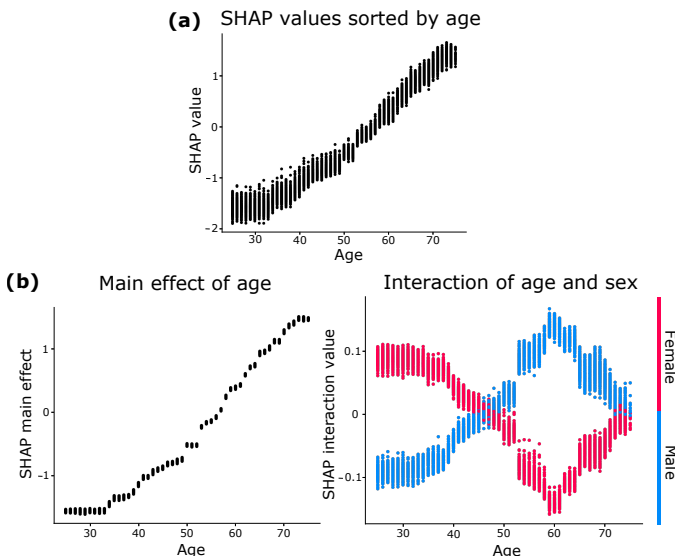 (a) SHAP values sorted by age
SHAP value
1
0
−1
−2
30 40 50 60 70
Age
(b) Main effect of age
SHAP main effect
1
0
−1
30 40 50 60 70
Age
Interaction of age and sex
SHAP interaction value
0.1
0
−0.1
30 40 50 60 70
Age
Female
Male